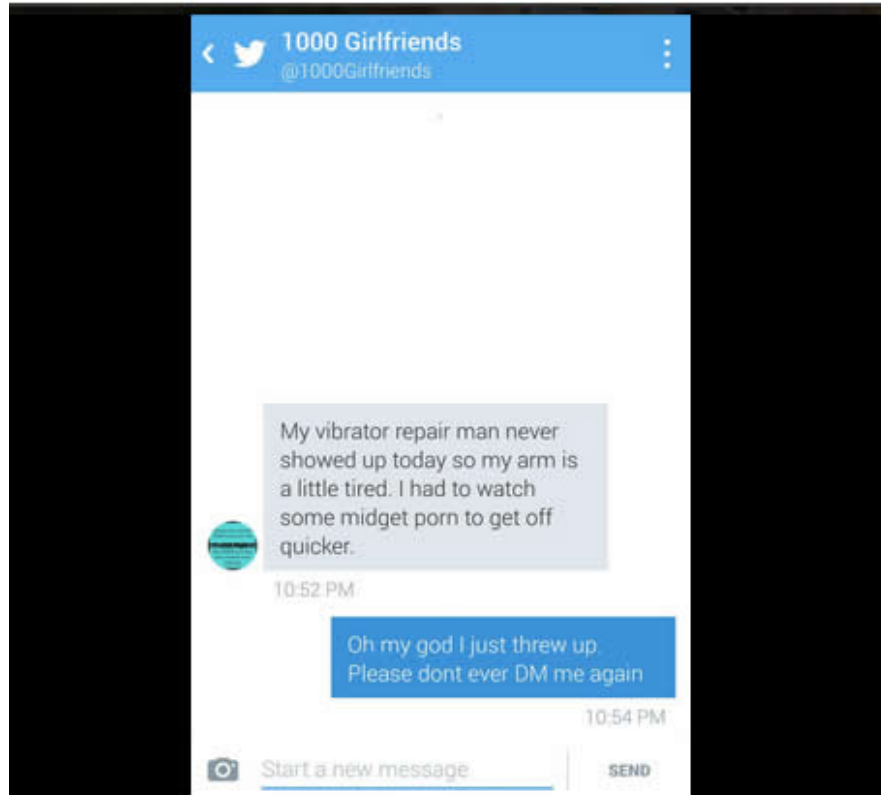 1000 Girlfriends
@1000Girlfriends
My vibrator repair man never
showed up today so my arm is
a little tired. I had to watch
some midget porn to get off
quicker.
10:52 PM
Oh my god I just threw up.
Please dont ever DM me again
10:54 PM
Start a new message
SEND